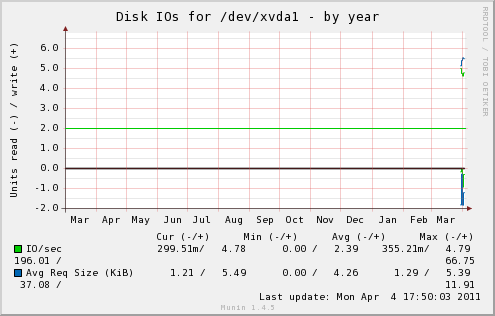 Disk IOs for /dev/xvda1 - by year
RRDTOOL / TOBI OETIKER
Units read (-) / write (+)
6.0
5.0
4.0
3.0
2.0
1.0
0.0
-1.0
-2.0
Mar Apr May Jun Jul Aug Sep Oct Nov Dec Jan Feb Mar
Cur (-/+) Min (-/+) Avg (-/+) Max (-/+)
IO/sec 299.51m/ 4.78 0.00 / 2.39 355.21m/ 4.79
196.01 / 66.75
Avg Req Size (KiB) 1.21 / 5.49 0.00 / 4.26 1.29 / 5.39
37.08 / 11.91
Last update: Mon Apr 4 17:50:03 2011
Munin 1.4.5